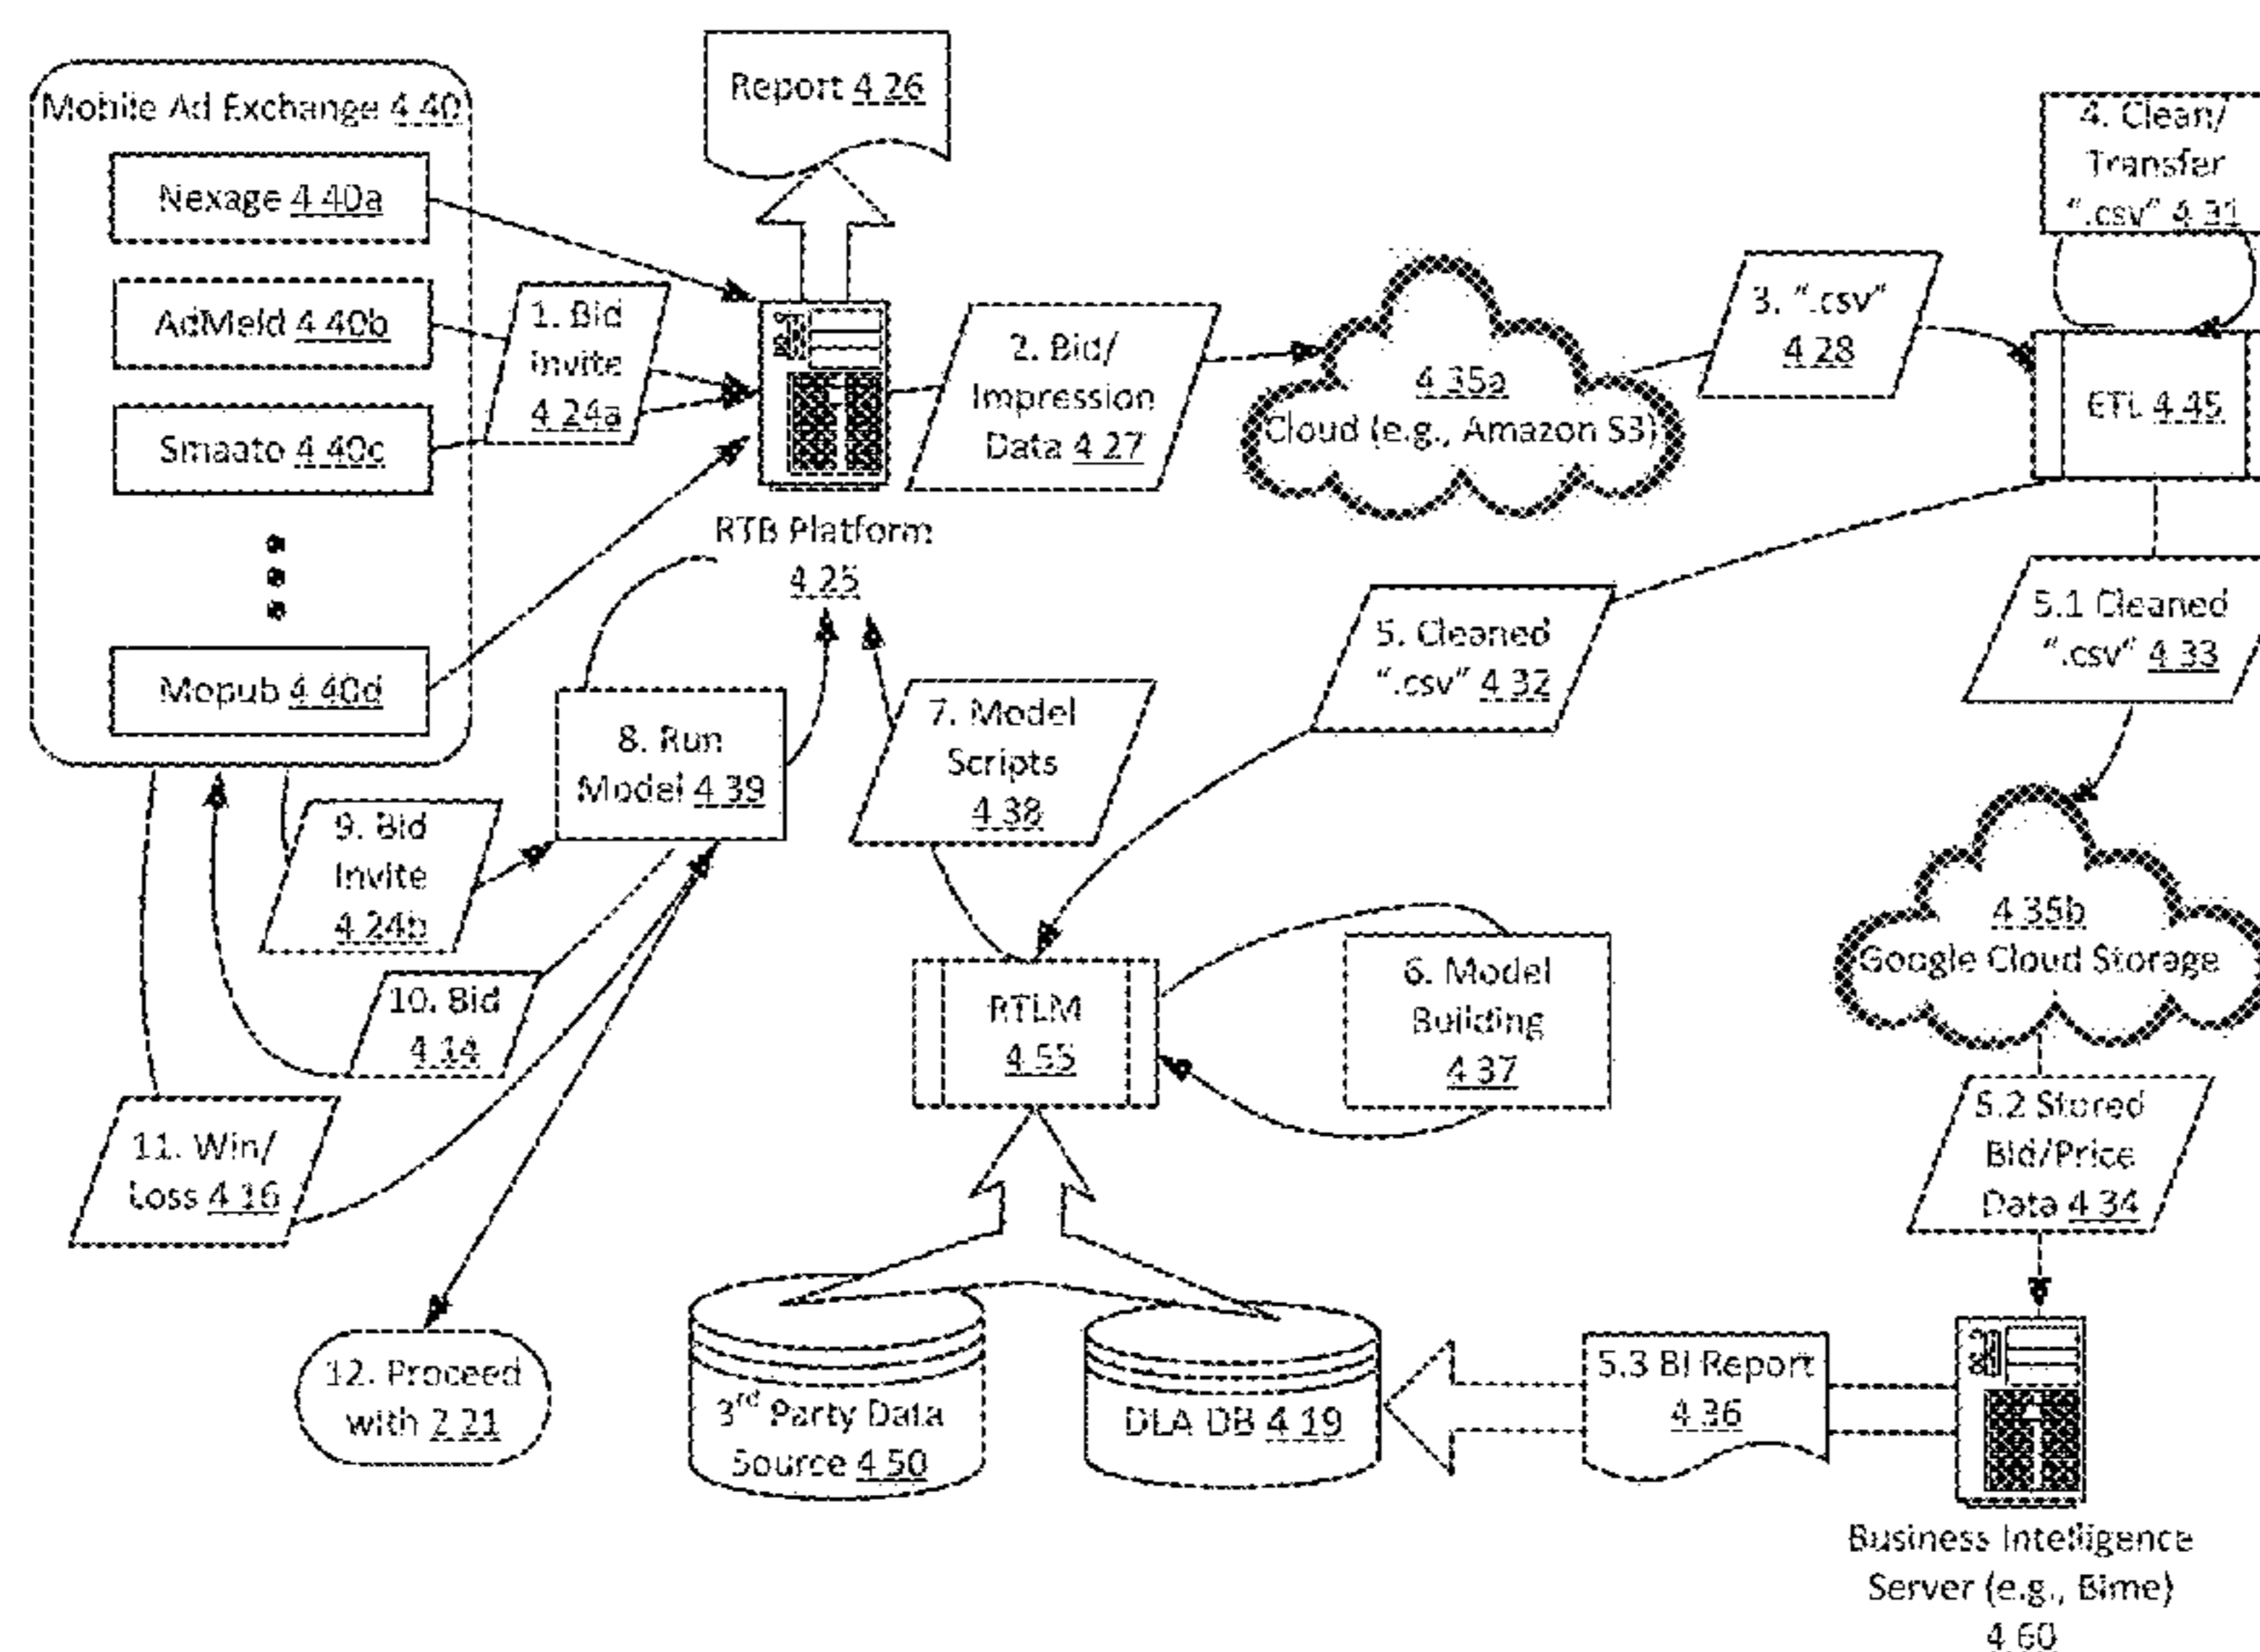 Mobile Ad Exchange 4.40
Nexage 4.40a
AdMeld 4.40b
Smaato 4.40c
Mopub 4.40d
Report 4.26
1. Bid
Invite
4.24a
RTB Platform
4.25
2. Bid/
Impression
Data 4.27
4.35a
Cloud (e.g., Amazon S3)
3. ".csv"
4.28
4. Clean/
Transfer
".csv" 4.31
ETL 4.45
5. Cleaned
".csv" 4.32
5.1 Cleaned
".csv" 4.33
4.35b
Google Cloud Storage
5.2 Stored
Bid/Price
Data 4.34
Business Intelligence
Server (e.g., Bime)
4.60
5.3 BI Report
4.36
DLA DB 4.19
3rd Party Data
Source 4.50
RTLM
4.55
6. Model
Building
4.37
7. Model
Scripts
4.38
8. Run
Model 4.39
9. Bid
Invite
4.24b
10. Bid
4.14
11. Win/
Loss 4.16
12. Proceed
with 2.21